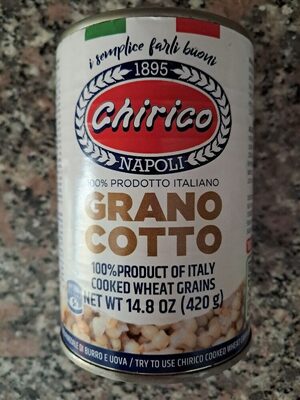 i semplice farli buoni
1895
Chirico
NAPOLI
100% PRODOTTO ITALIANO
GRANO
COTTO
100% PRODUCT OF ITALY
COOKED WHEAT GRAINS
NET WT 14.8 OZ (420 g)
DI BURRO E UOVA / TRY TO USE CHIRICO COOKED WHEAT